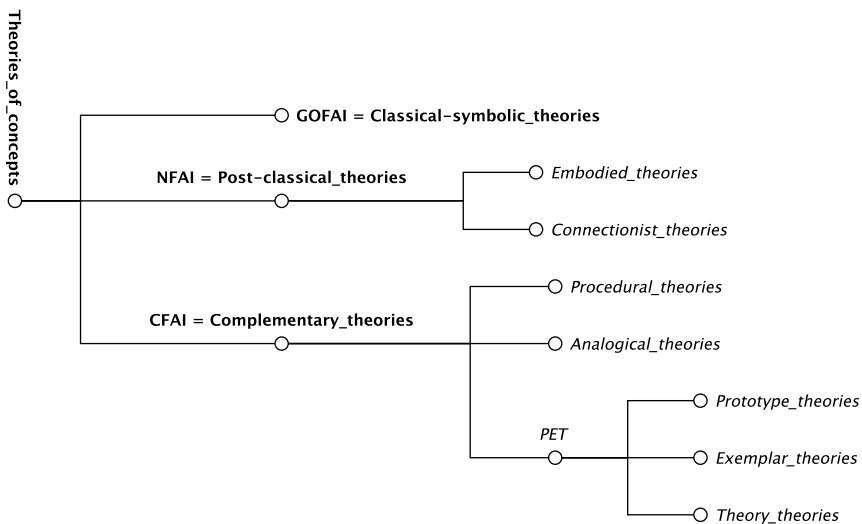 Theories_of_concepts
GOFAI = Classical-symbolic_theories
NFAI = Post-classical_theories
Embodied_theories
Connectionist_theories
Procedural_theories
CFAI = Complementary_theories
Analogical_theories
Prototype_theories
PET
Exemplar_theories
Theory_theories